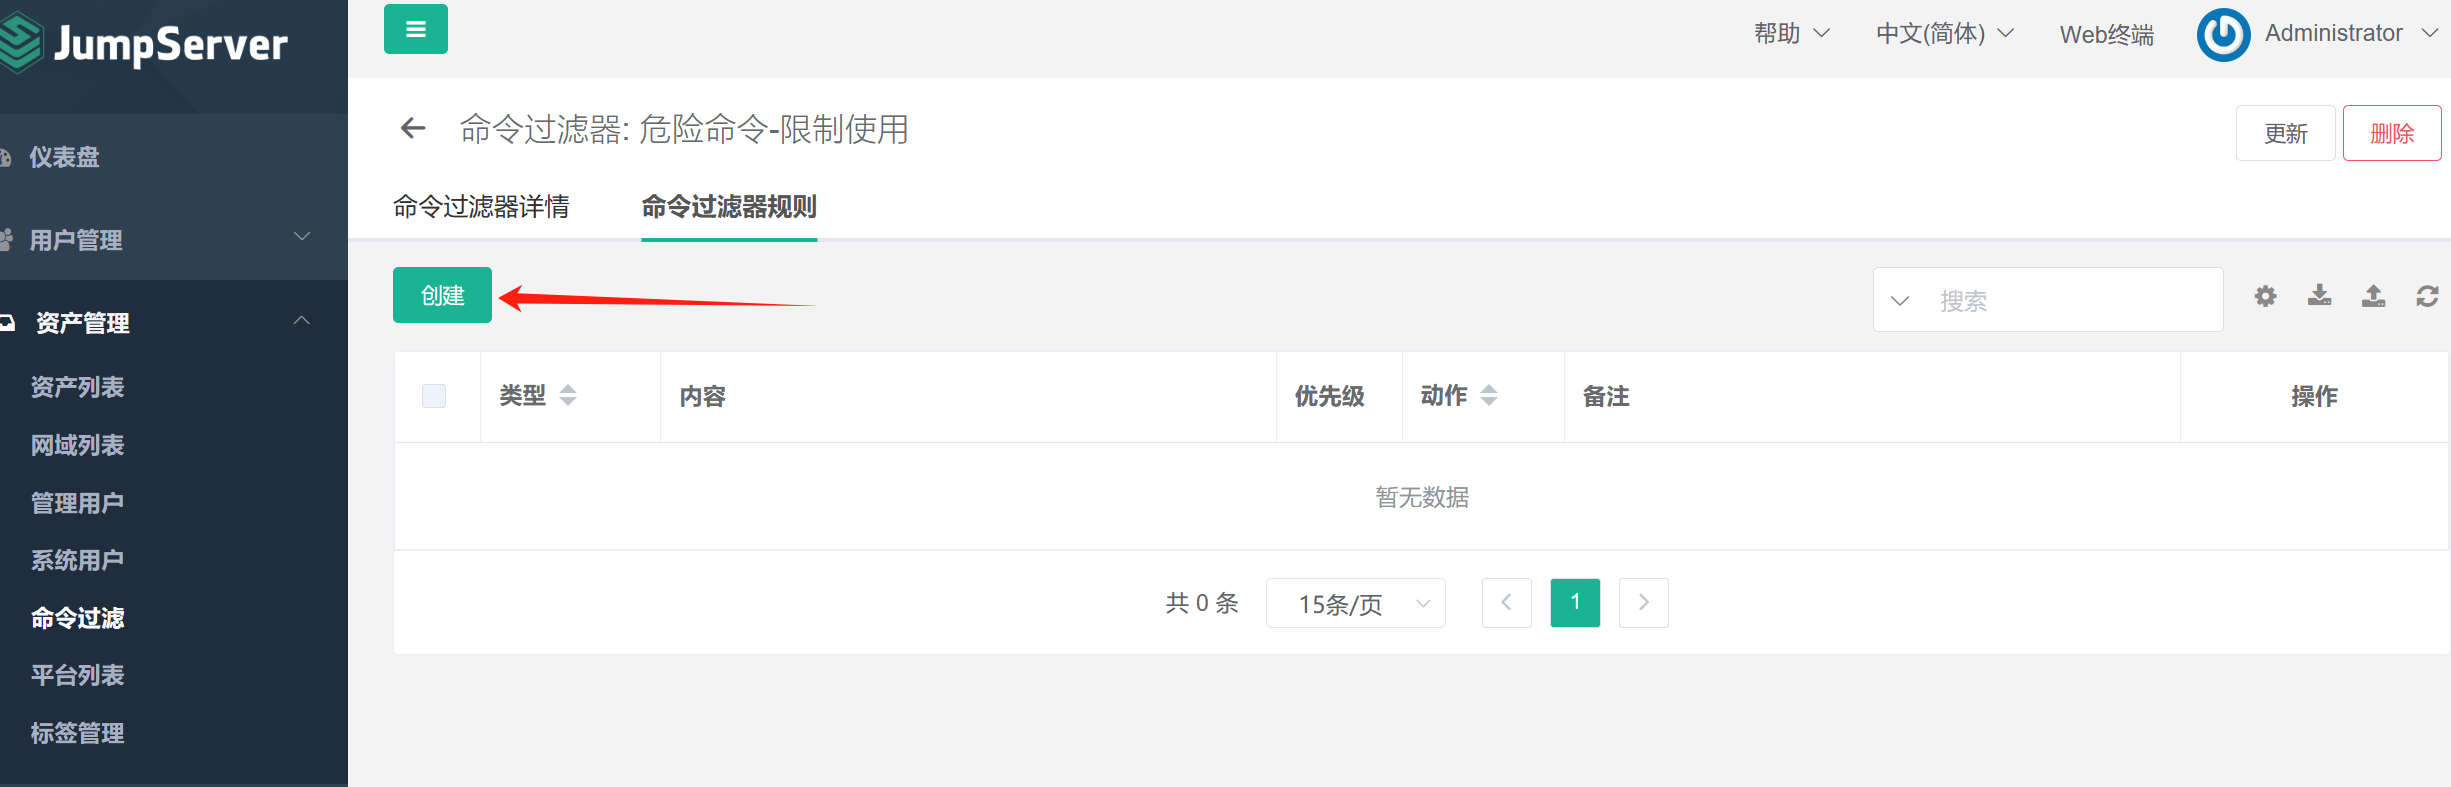 JumpServer
帮助
中文(简体)
Web终端
Administrator
仪表盘
用户管理
资产管理
资产列表
网域列表
管理用户
系统用户
命令过滤
平台列表
标签管理
命令过滤器: 危险命令-限制使用
更新
删除
命令过滤器详情
命令过滤器规则
创建
搜索
类型
内容
优先级
动作
备注
操作
暂无数据
共 0 条
15条/页
1